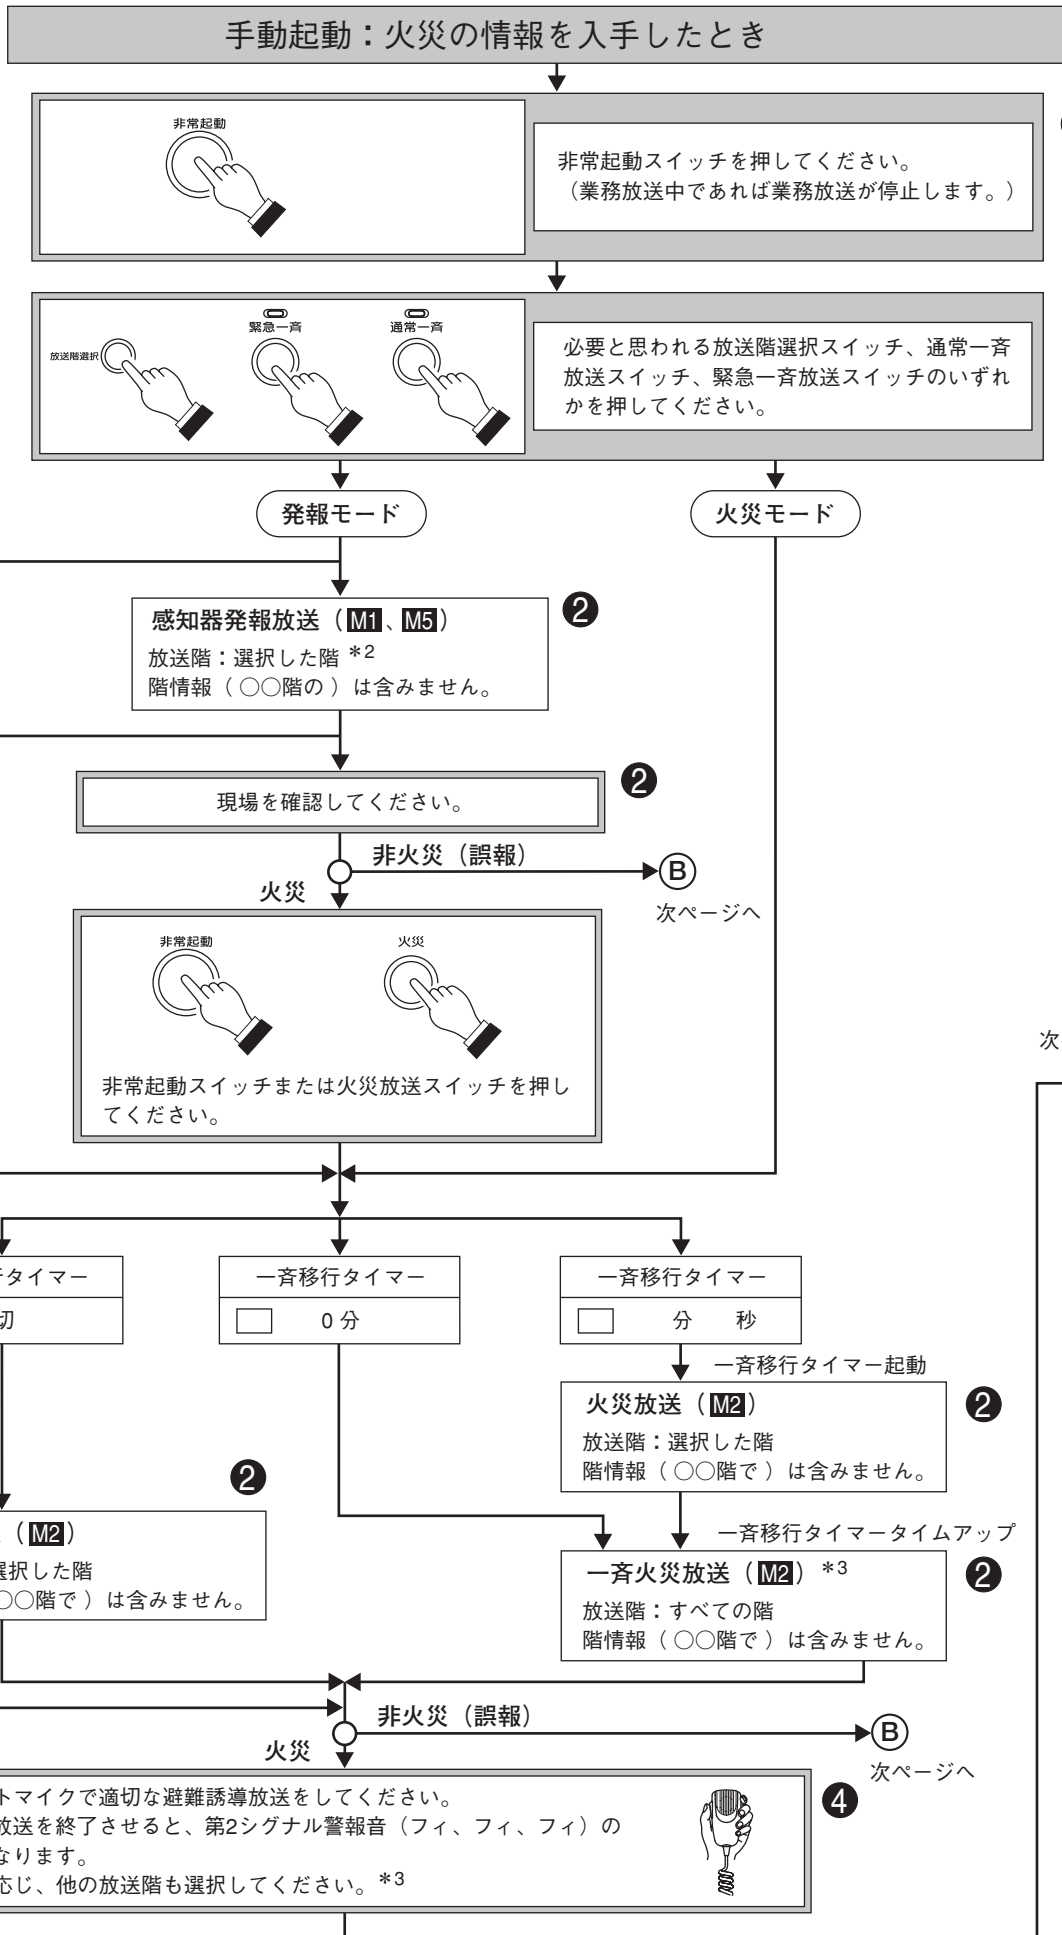 手動起動：火災の情報を入手したとき
非常起動
非常起動スイッチを押してください。
（業務放送中であれば業務放送が停止します。）
放送階選択
緊急一斉
通常一斉
必要と思われる放送階選択スイッチ、通常一斉
放送スイッチ、緊急一斉放送スイッチのいずれ
かを押してください。
発報モード
火災モード
感知器発報放送（M1、M5）
放送階：選択した階 *2
階情報（○○階の）は含みません。
2
現場を確認してください。
2
非火災（誤報）
B
次ページへ
火災
非常起動
火災
非常起動スイッチまたは火災放送スイッチを押し
てください。
次
行タイマー
切
一斉移行タイマー
0 分
一斉移行タイマー
分 秒
一斉移行タイマー起動
火災放送（M2）
放送階：選択した階
階情報（○○階で）は含みません。
2
2
（M2）
選択した階
○○階で）は含みません。
一斉移行タイマータイムアップ
一斉火災放送（M2）*3
放送階：すべての階
階情報（○○階で）は含みません。
2
非火災（誤報）
B
次ページへ
火災
トマイクで適切な避難誘導放送をしてください。
放送を終了させると、第2シグナル警報音（フィ、フィ、フィ）の
なります。
応じ、他の放送階も選択してください。*3
4